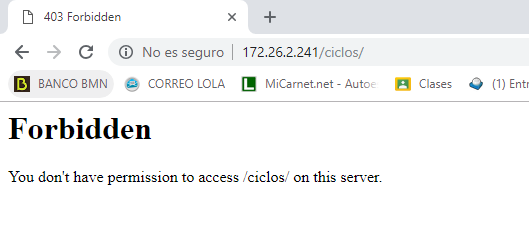 403 Forbidden
No es seguro 172.26.2.241/ciclos/
BANCO BMN CORREO LOLA MiCarnet.net - Autoe Clases (1) Entr
Forbidden
You don't have permission to access /ciclos/ on this server.